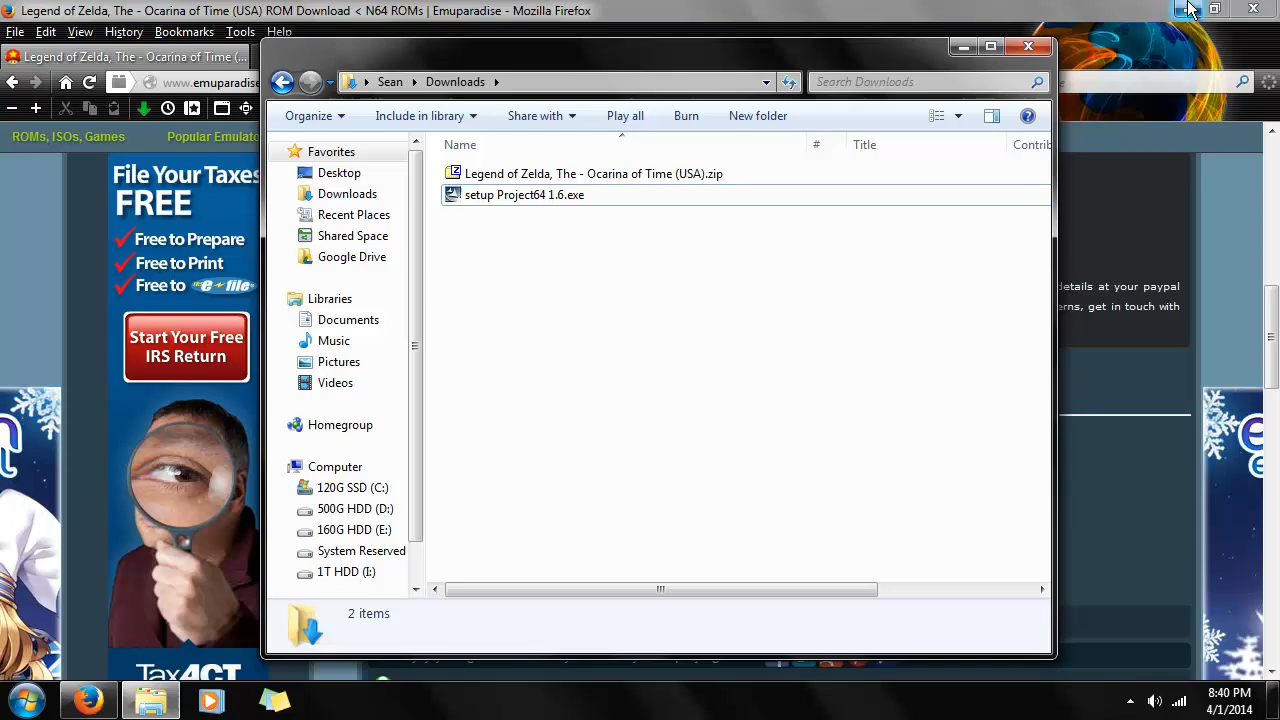 Legend of Zelda, The - Ocarina of Time (USA) ROM Download < N64 ROMs | Emuparadise - Mozilla Firefox
File Edit View History Bookmarks Tools Help
Legend of Zelda, The - Ocarina of Time (...
www.emuparadise
Sean Downloads
Search Downloads
Organize Include in library Share with Play all Burn New folder
ROMs, ISOs, Games Popular Emulato
Name # Title Contrib
Favorites
Desktop
Downloads
Recent Places
Shared Space
Google Drive
Libraries
Documents
Music
Pictures
Videos
Homegroup
Computer
120G SSD (C:)
500G HDD (D:)
160G HDD (E:)
System Reserved
1T HDD (I:)
Legend of Zelda, The - Ocarina of Time (USA).zip
setup Project64 1.6.exe
2 items
File Your Taxes
FREE
Free to Prepare
Free to Print
Free to e-file
Start Your Free
IRS Return
TaxACT
details at your paypal
rns, get in touch with
8:40 PM
4/1/2014